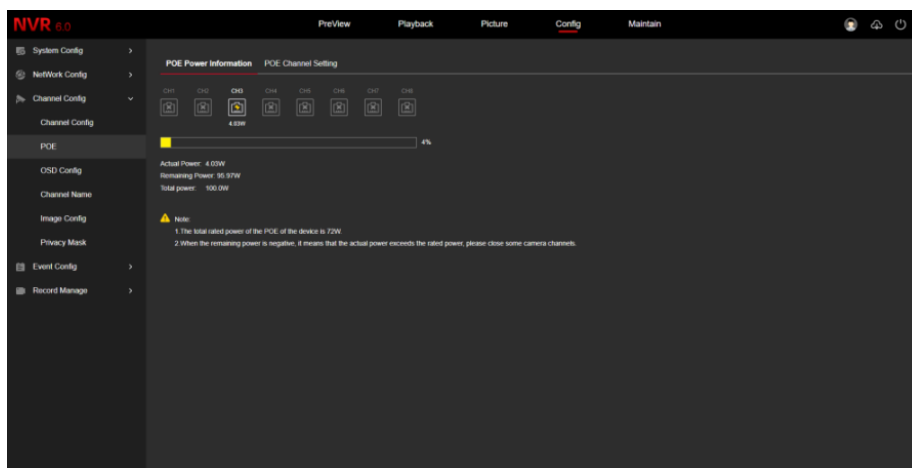 NVR 6.0
PreView Playback Picture Config Maintain
System Config
NetWork Config
Channel Config
Channel Config
POE
OSD Config
Channel Name
Image Config
Privacy Mask
Event Config
Record Manage
POE Power Information POE Channel Setting
CH1 CH2 CH3 CH4 CH5 CH6 CH7 CH8
4.03W
4%
Actual Power: 4.03W
Remaining Power: 95.97W
Total power: 100.0W
Note:
1.The total rated power of the POE of the device is 72W.
2.When the remaining power is negative, it means that the actual power exceeds the rated power, please close some camera channels.